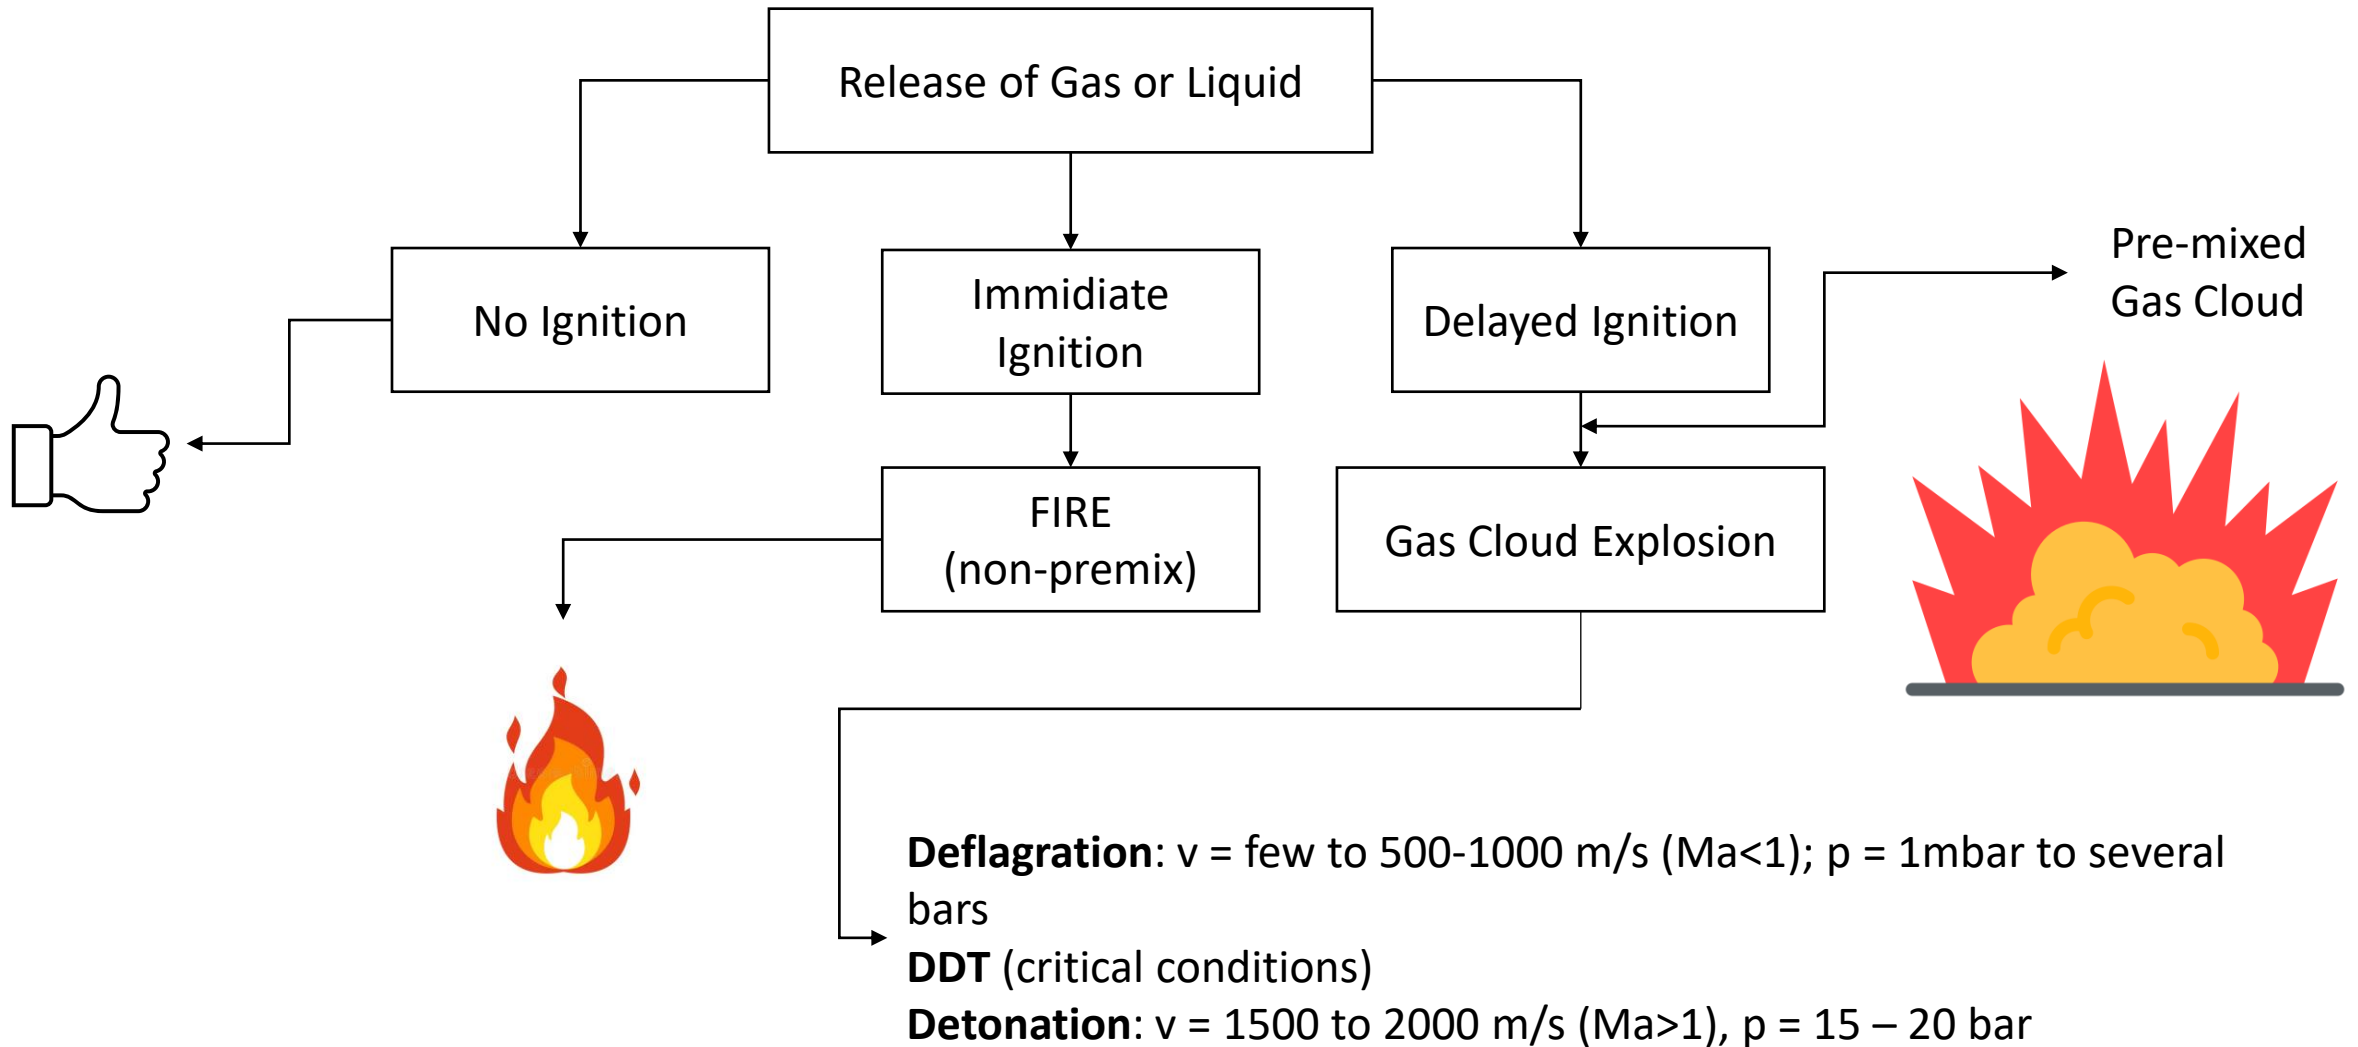 Release of Gas or Liquid
No Ignition
Immidiate
Ignition
Delayed Ignition
Pre-mixed
Gas Cloud
FIRE
(non-premix)
Gas Cloud Explosion
Deflagration: v = few to 500-1000 m/s (Ma<1); p = 1mbar to several
bars
DDT (critical conditions)
Detonation: v = 1500 to 2000 m/s (Ma>1), p = 15 – 20 bar